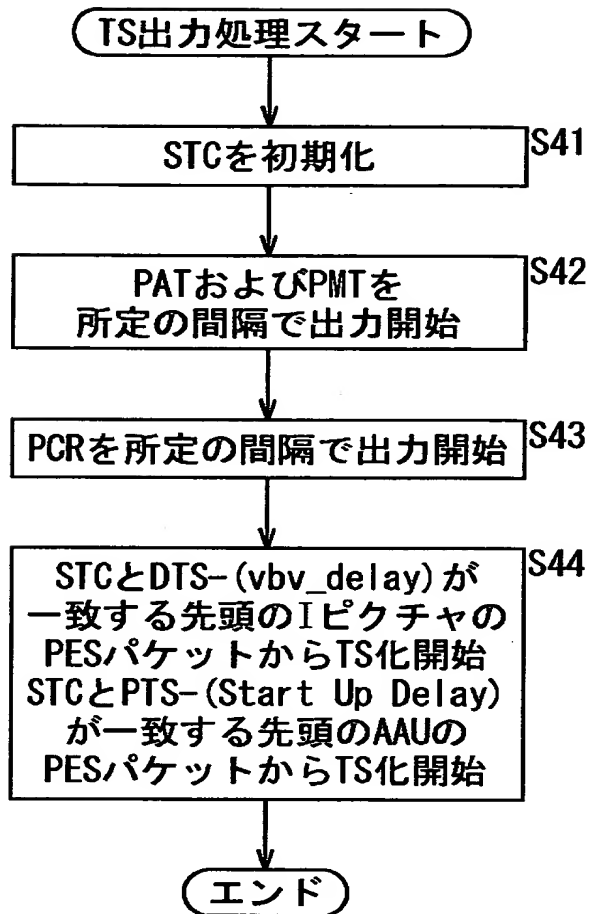 TS出力処理スタート
STCを初期化
S41
PATおよびPMTを
所定の間隔で出力開始
S42
PCRを所定の間隔で出力開始
S43
STCとDTS-(vbv_delay)が
一致する先頭のIピクチャの
PESパケットからTS化開始
STCとPTS-(Start Up Delay)
が一致する先頭のAAUの
PESパケットからTS化開始
S44
エンド